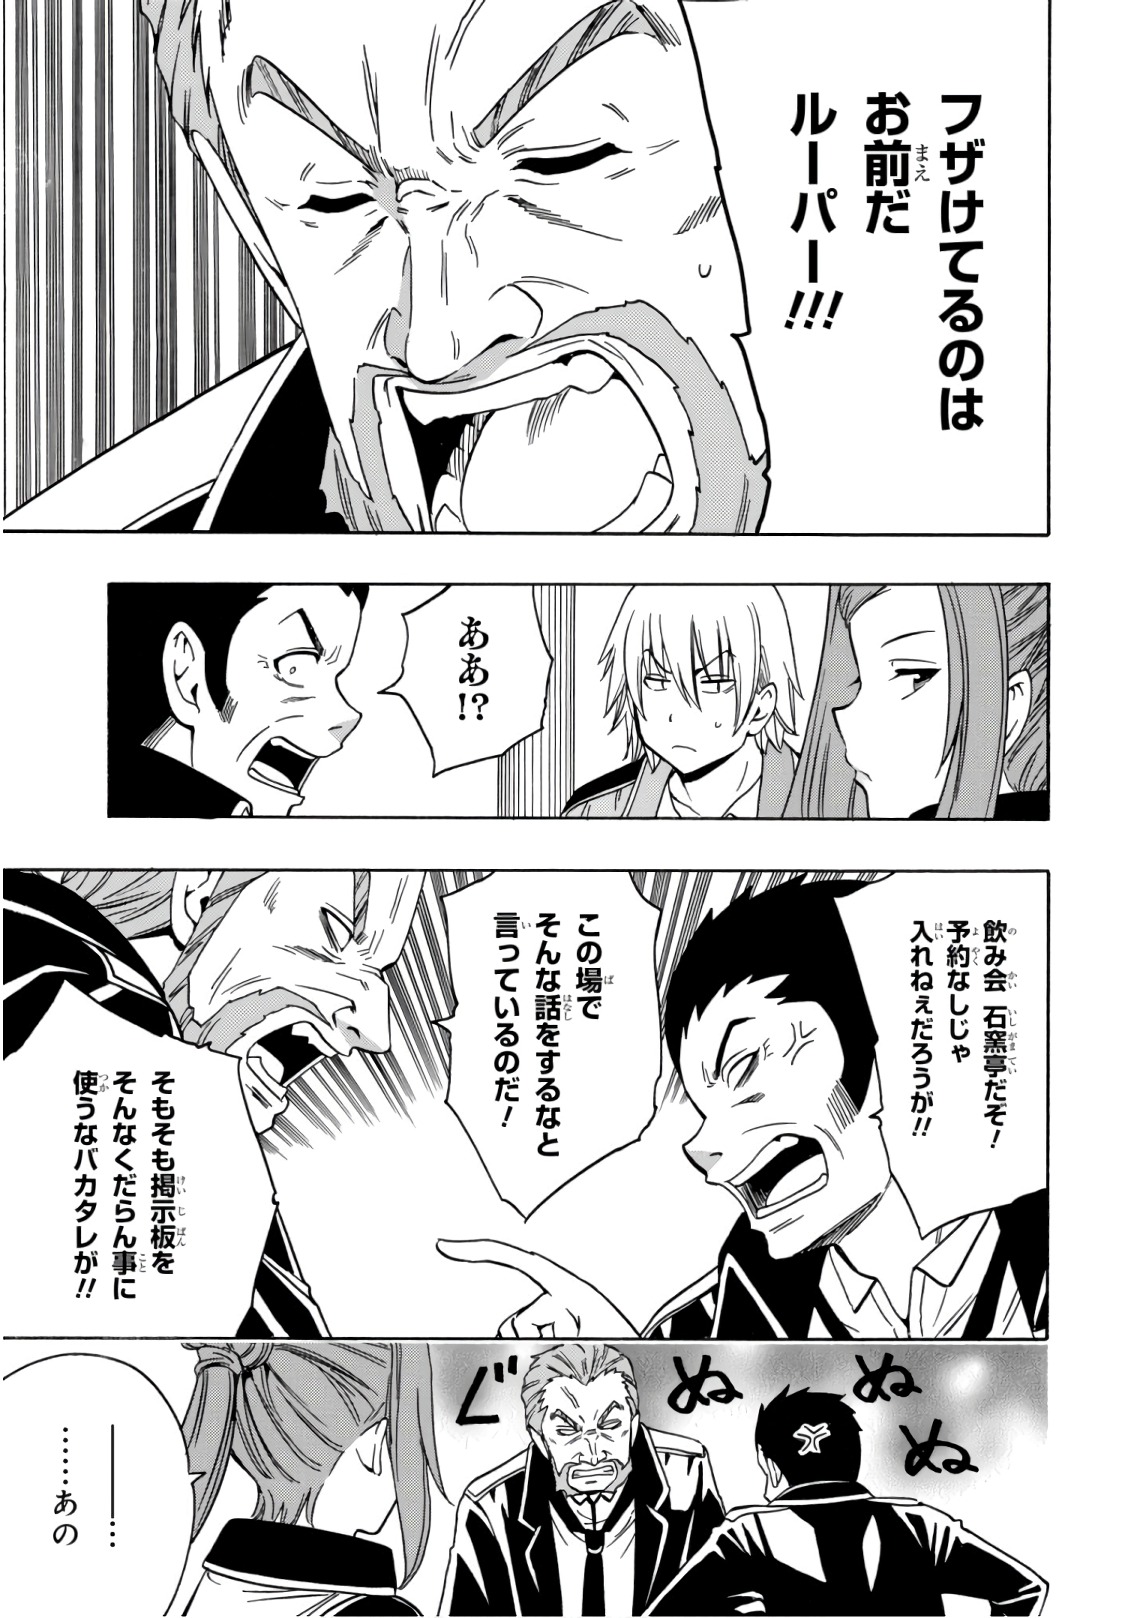 フザけてるのは
お前だ
ルーパー!!!
ああ!?
飲み会 石窯亭だぞ!
予約なしじゃ
入れねぇだろうが!!
この場で
そんな話をするなと
言っているのだ!
そもそも掲示板を
そんなくだらん事に
使うなバカタレが!!
ぬぬ
ぬぬ
ぐ
――…
……あの